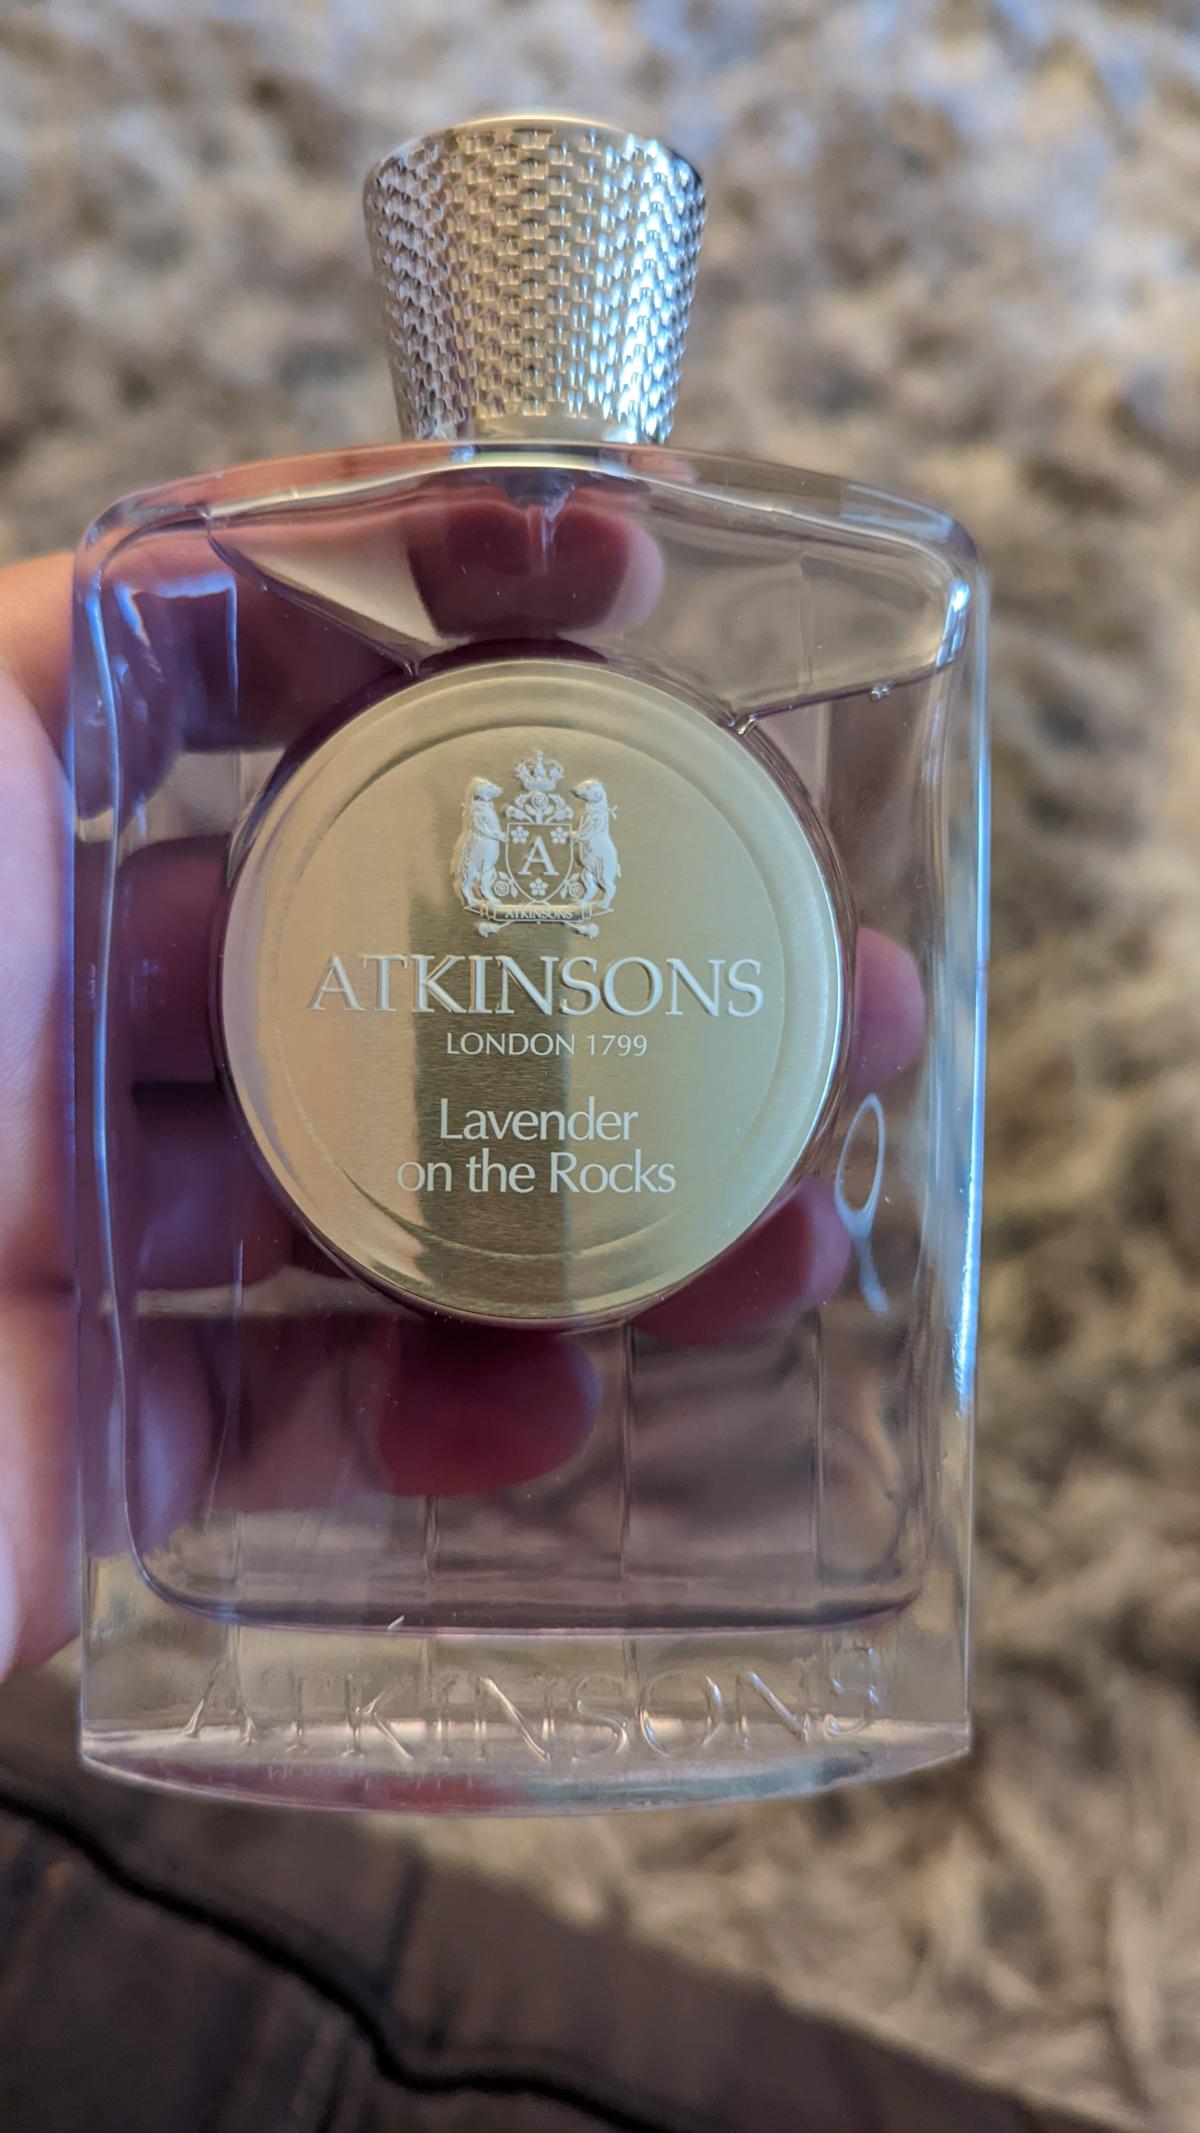 A
ATKINSONS
ATKINSONS
LONDON 1799
Lavender
on the Rocks
ATKINSONS